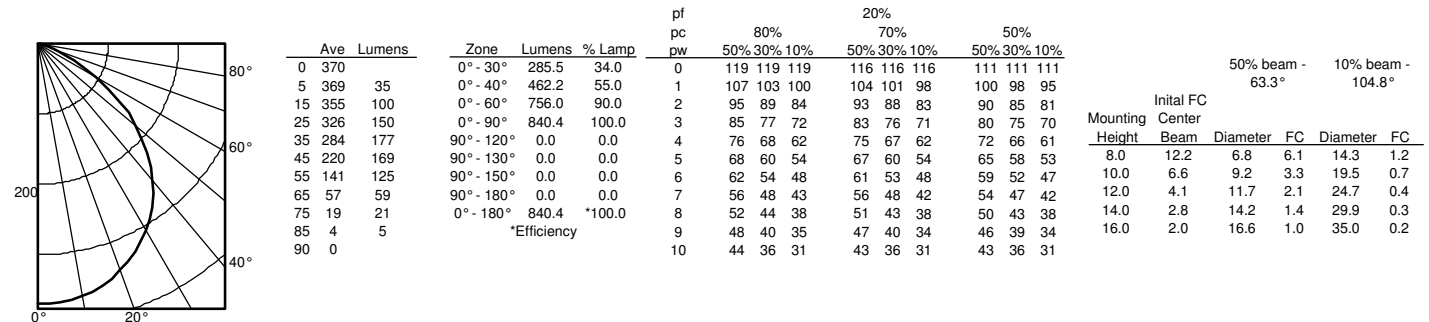 80°
60°
200
40°
0° 20°
Ave Lumens
0 370
5 369 35
15 355 100
25 326 150
35 284 177
45 220 169
55 141 125
65 57 59
75 19 21
85 4 5
90 0
Zone Lumens % Lamp
0° - 30° 285.5 34.0
0° - 40° 462.2 55.0
0° - 60° 756.0 90.0
0° - 90° 840.4 100.0
90° - 120° 0.0 0.0
90° - 130° 0.0 0.0
90° - 150° 0.0 0.0
90° - 180° 0.0 0.0
0° - 180° 840.4 *100.0
*Efficiency
pf 20%
pc 80% 70% 50%
pw 50% 30% 10% 50% 30% 10% 50% 30% 10%
0 119 119 119 116 116 116 111 111 111
1 107 103 100 104 101 98 100 98 95
2 95 89 84 93 88 83 90 85 81
3 85 77 72 83 76 71 80 75 70
4 76 68 62 75 67 62 72 66 61
5 68 60 54 67 60 54 65 58 53
6 62 54 48 61 53 48 59 52 47
7 56 48 43 56 48 42 54 47 42
8 52 44 38 51 43 38 50 43 38
9 48 40 35 47 40 34 46 39 34
10 44 36 31 43 36 31 43 36 31
50% beam - 10% beam -
63.3° 104.8°
Inital FC
Mounting Center
Height Beam Diameter FC Diameter FC
8.0 12.2 6.8 6.1 14.3 1.2
10.0 6.6 9.2 3.3 19.5 0.7
12.0 4.1 11.7 2.1 24.7 0.4
14.0 2.8 14.2 1.4 29.9 0.3
16.0 2.0 16.6 1.0 35.0 0.2